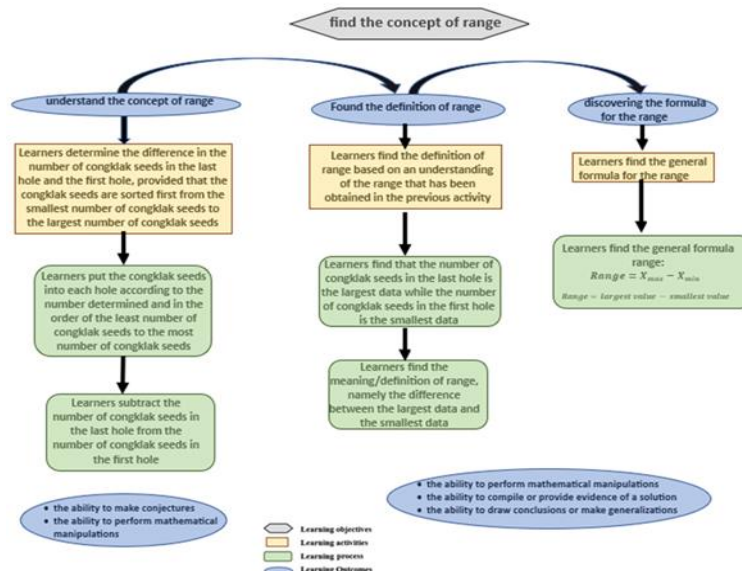 find the concept of range
understand the concept of range
Found the definition of range
discovering the formula
for the range
Learners determine the difference in the
number of congklak seeds in the last
hole and the first hole, provided that the
congklak seeds are sorted first from the
smallest number of congklak seeds to
the largest number of congklak seeds
Learners find the definition of
range based on an understanding
of the range that has been
obtained in the previous activity
Learners find the general
formula for the range
Learners put the congklak seeds
into each hole according to the
number determined and in the
order of the least number of
congklak seeds to the most
number of congklak seeds
Learners find that the number of
congklak seeds in the last hole is
the largest data while the number
of congklak seeds in the first hole
is the smallest data
Learners find the general formula
range:
Range = Xmax − Xmin
Range = largest value − smallest value
Learners subtract the
number of congklak seeds in
the last hole from the
number of congklak seeds in
the first hole
Learners find the
meaning/definition of range,
namely the difference
between the largest data and
the smallest data
• the ability to make conjectures
• the ability to perform mathematical
manipulations
• the ability to perform mathematical manipulations
• the ability to compile or provide evidence of a solution
• the ability to draw conclusions or make generalizations
Learning objectives
Learning activities
Learning process
Learning Outcomes